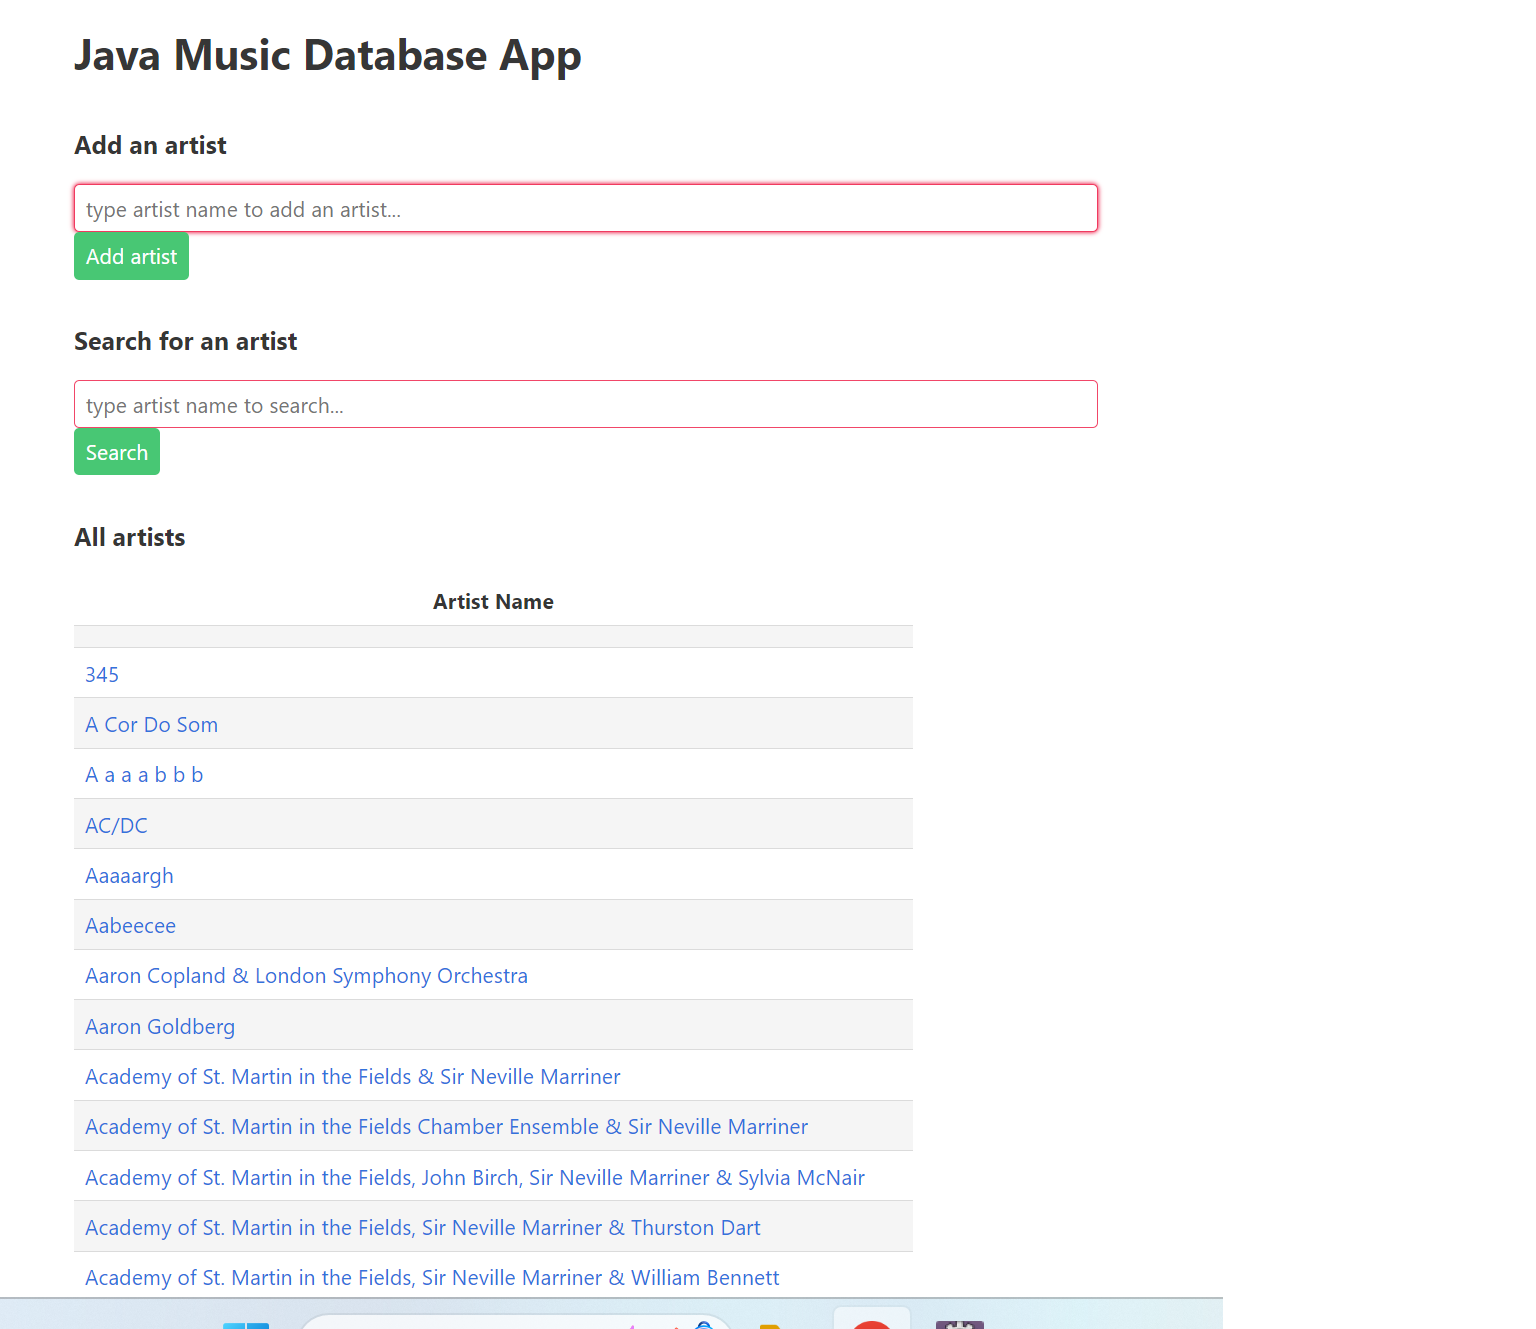 Java Music Database App
Add an artist
type artist name to add an artist...
Add artist
Search for an artist
type artist name to search...
Search
All artists
Artist Name
345
A Cor Do Som
A a a a b b b
AC/DC
Aaaaargh
Aabeecee
Aaron Copland & London Symphony Orchestra
Aaron Goldberg
Academy of St. Martin in the Fields & Sir Neville Marriner
Academy of St. Martin in the Fields Chamber Ensemble & Sir Neville Marriner
Academy of St. Martin in the Fields, John Birch, Sir Neville Marriner & Sylvia McNair
Academy of St. Martin in the Fields, Sir Neville Marriner & Thurston Dart
Academy of St. Martin in the Fields, Sir Neville Marriner & William Bennett